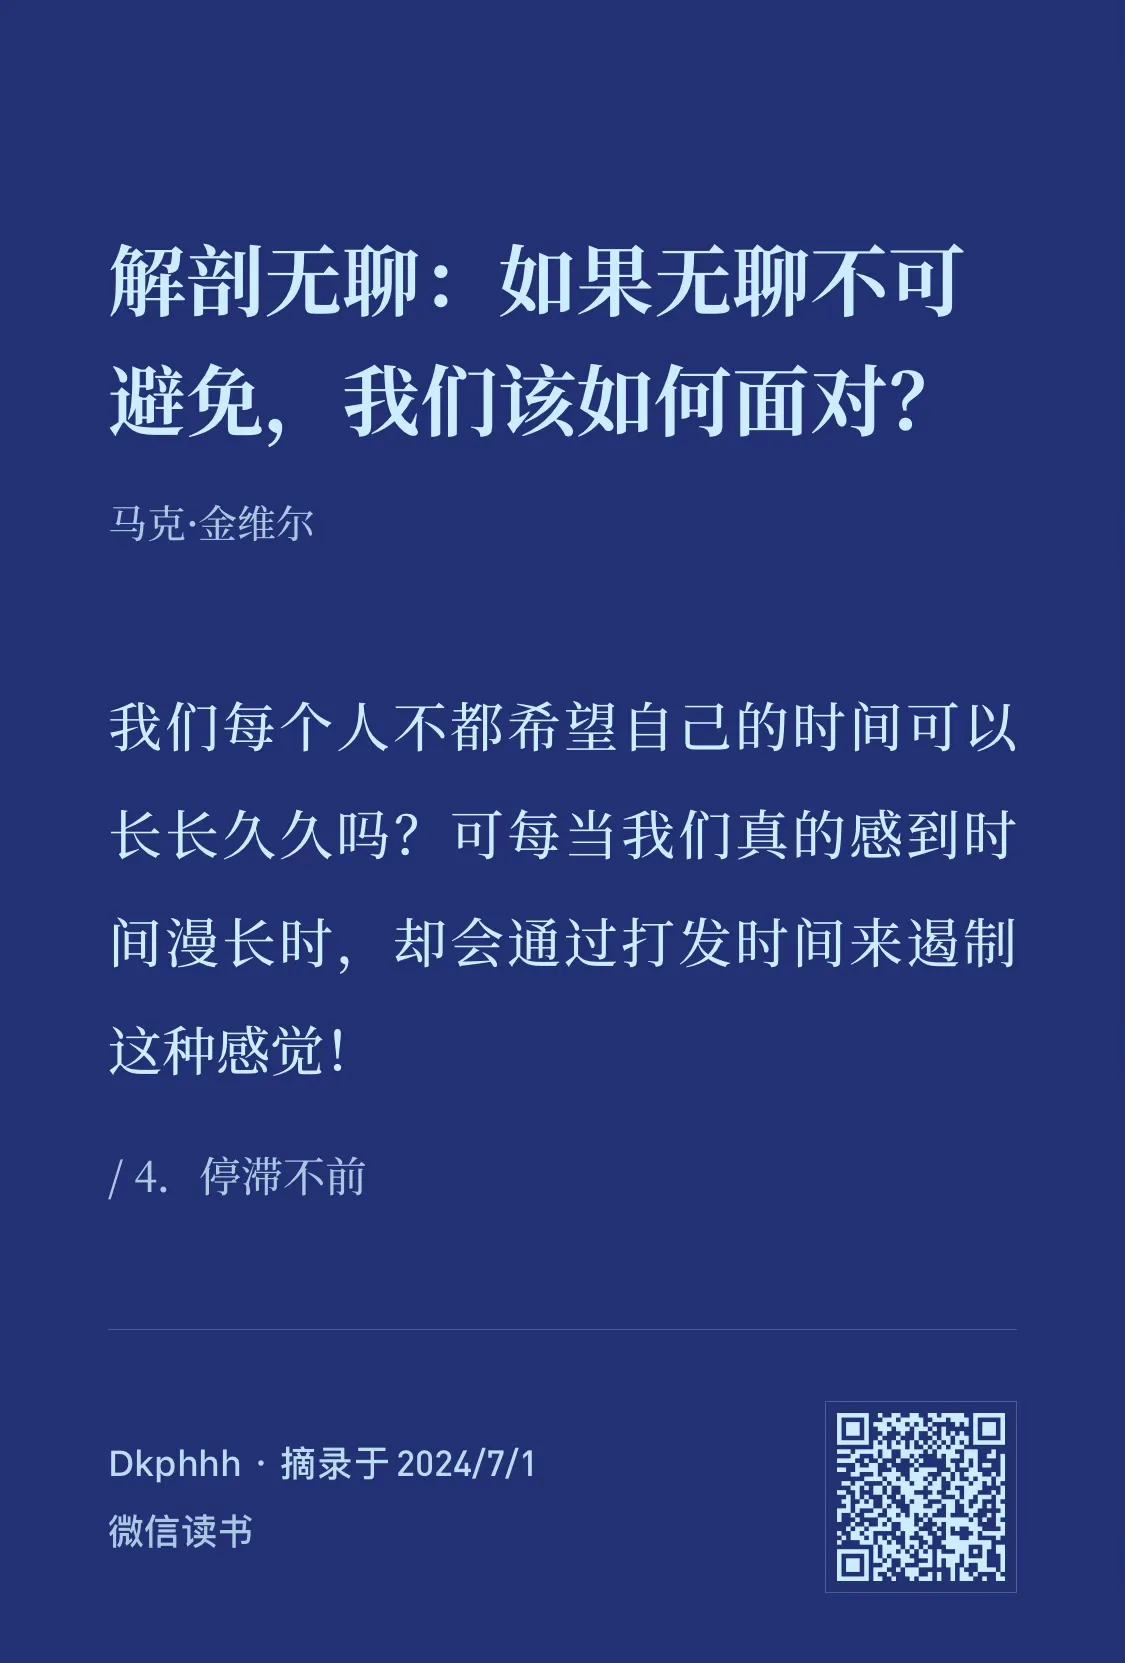 解剖无聊：如果无聊不可
避免，我们该如何面对？
马克·金维尔
我们每个人不都希望自己的时间可以
长长久久吗？可每当我们真的感到时
间漫长时，却会通过打发时间来遏制
这种感觉！
/ 4. 停滞不前
Dkphhh · 摘录于 2024/7/1
微信读书